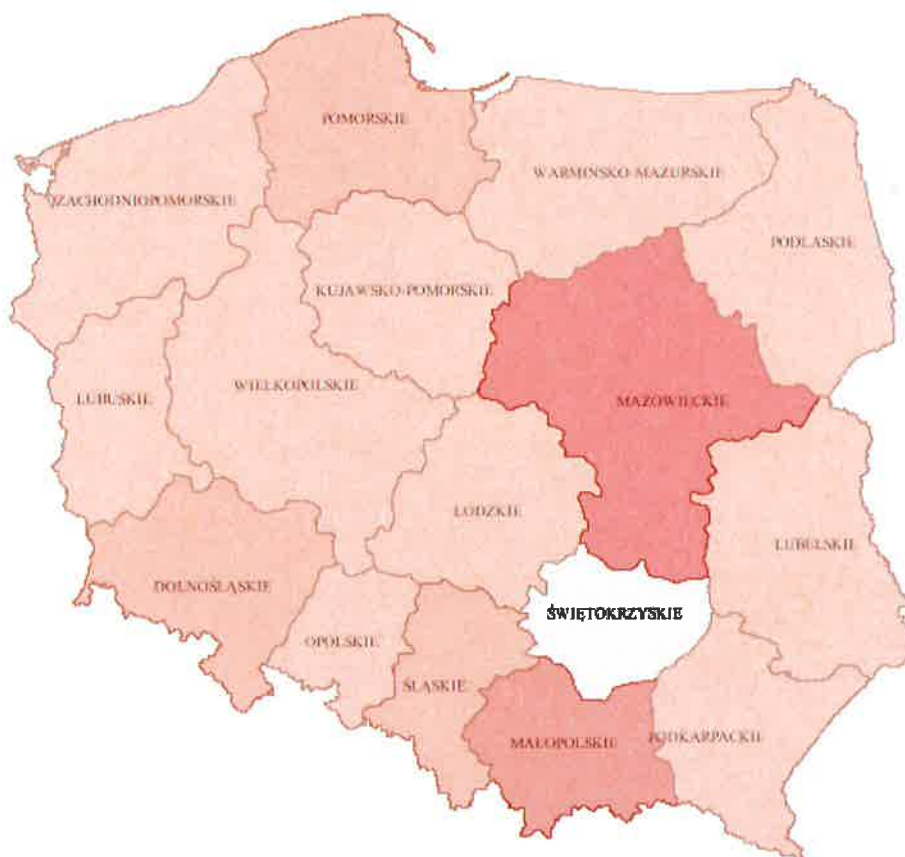 POMORSKIE
WARMIŃSKO-MAZURSKIE
ZACHODNIOPOMORSKIE
PODLASKIE
KUJAWSKO-POMORSKIE
WIELKOPOLSKIE
LUBUSKIE
MAZOWIECKIE
ŁÓDZKIE
LUBELSKIE
DOLNOŚLĄSKIE
ŚWIĘTOKRZYSKIE
OPOLSKIE
ŚLĄSKIE
MAŁOPOLSKIE
PODKARPACKIE